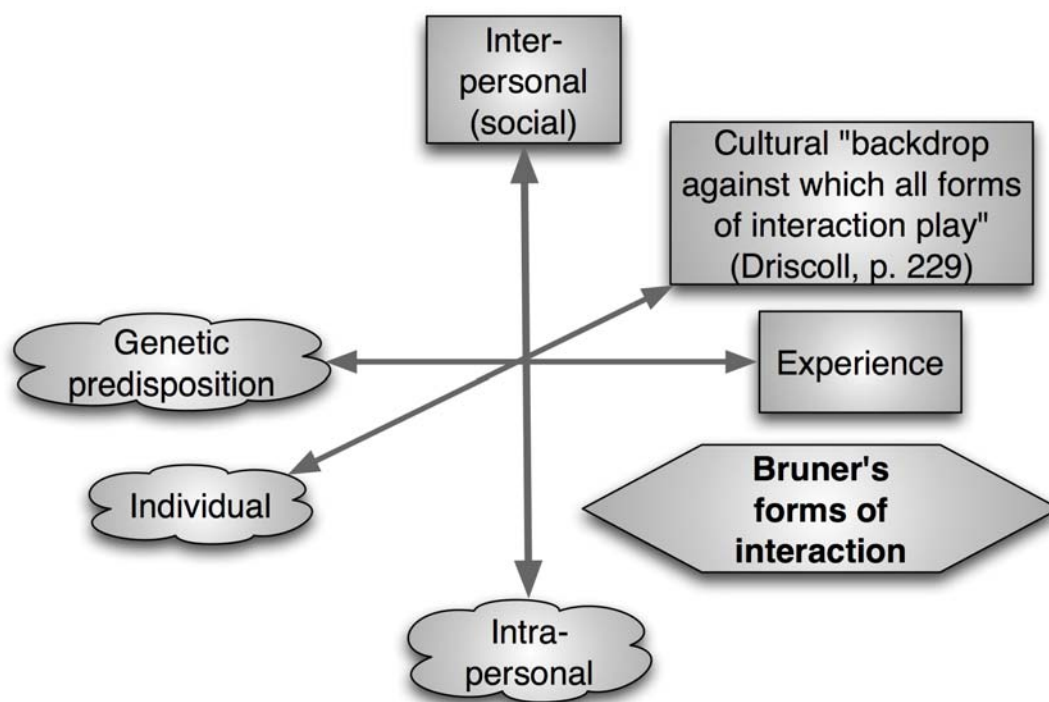 Inter-
personal
(social)
Cultural "backdrop
against which all forms
of interaction play"
(Driscoll, p. 229)
Genetic
predisposition
Experience
Individual
Bruner's
forms of
interaction
Intra-
personal